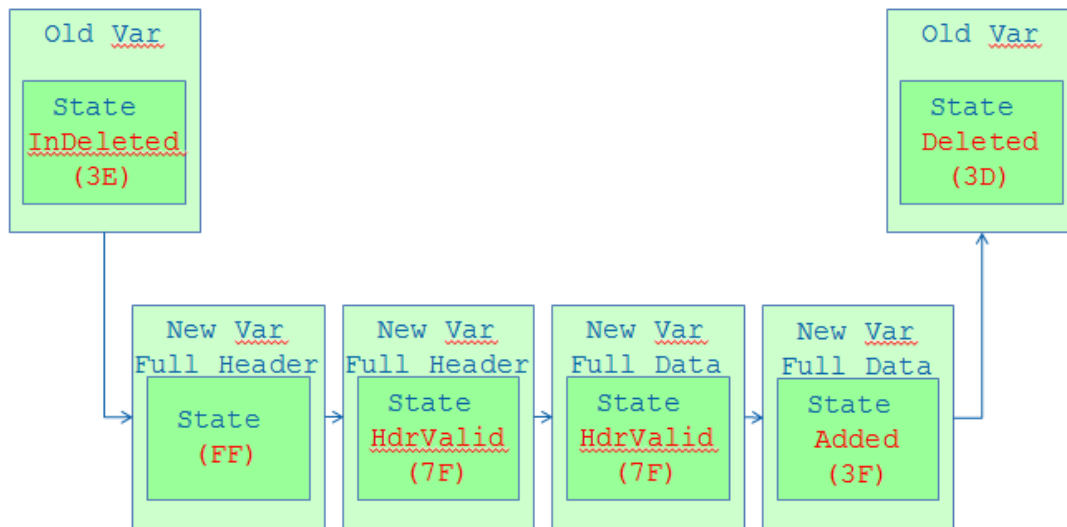 Old Var
State
InDeleted
(3E)
Old Var
State
Deleted
(3D)
New Var
Full Header
State
(FF)
New Var
Full Header
State
HdrValid
(7F)
New Var
Full Data
State
HdrValid
(7F)
New Var
Full Data
State
Added
(3F)